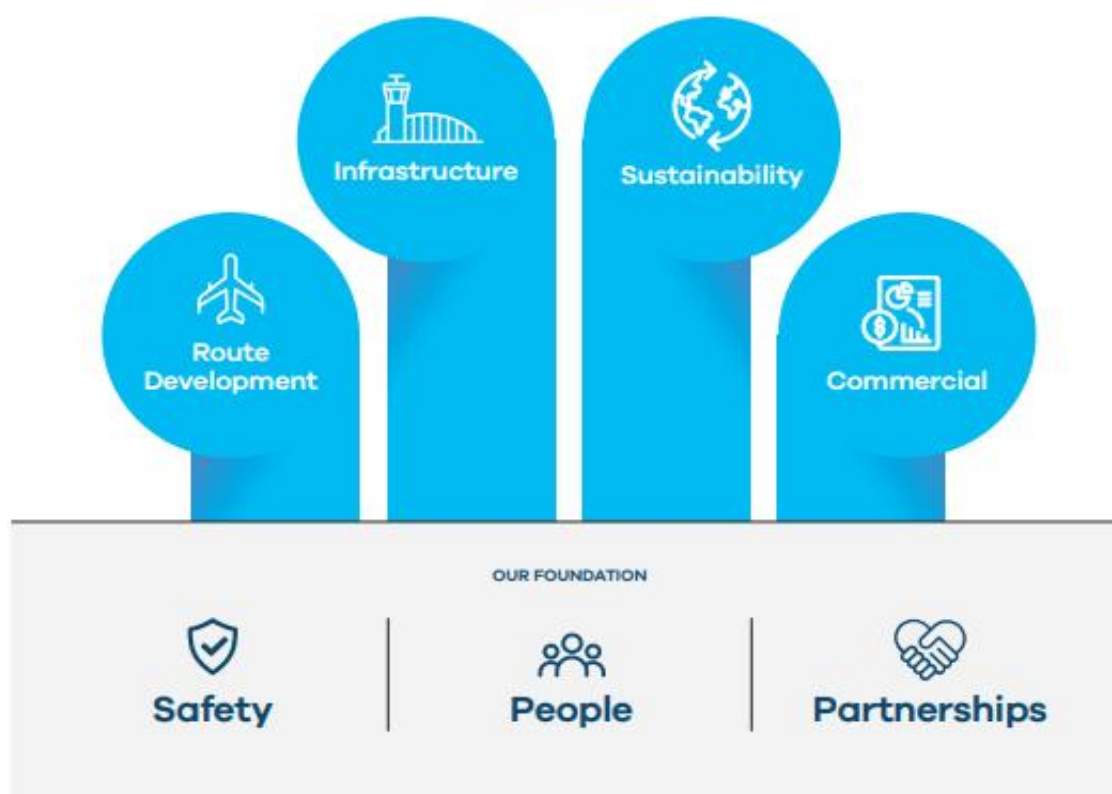 Infrastructure
Sustainability
Route
Development
Commercial
OUR FOUNDATION
Safety
People
Partnerships